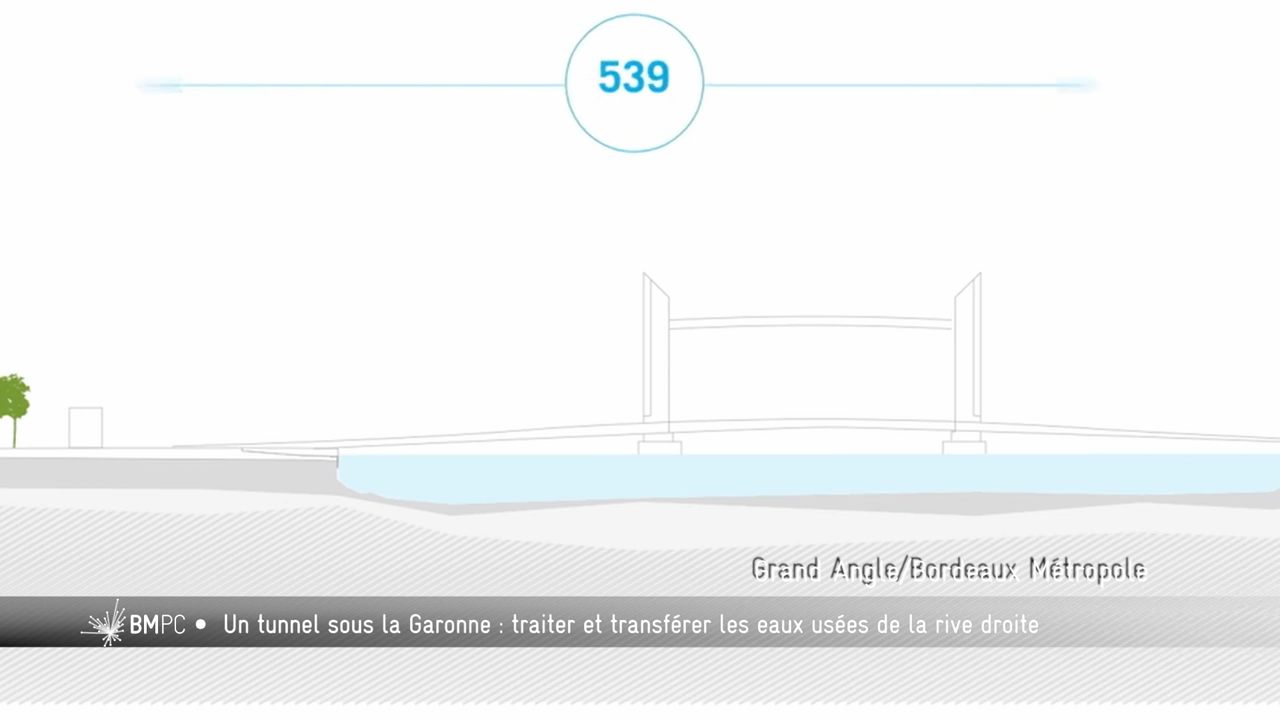 539
Grand Angle/Bordeaux Métropole
BMPC • Un tunnel sous la Garonne : traiter et transférer les eaux usées de la rive droite